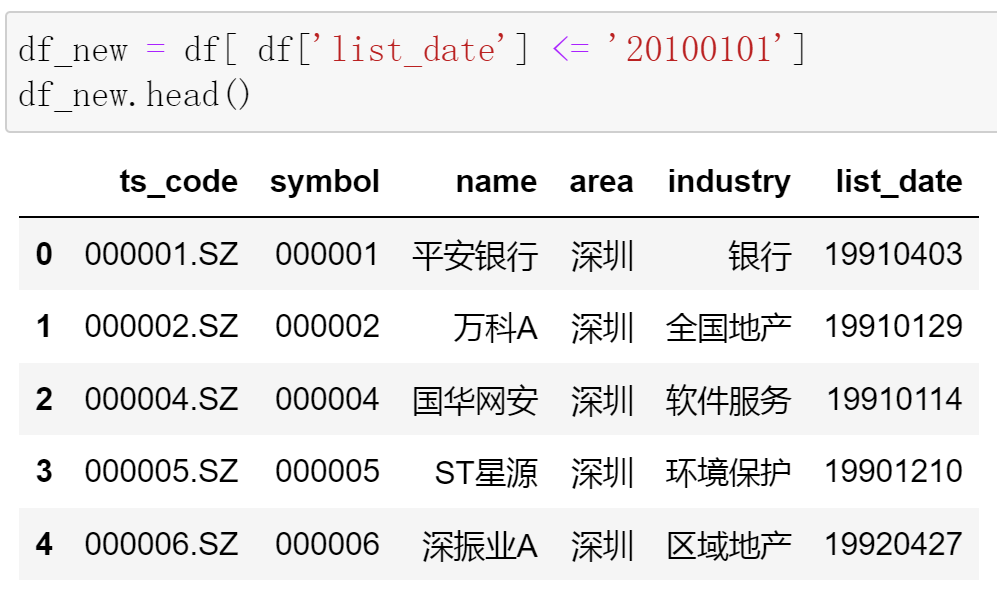 df_new = df[ df['list_date'] <= '20100101']
df_new.head()
ts_code symbol name area industry list_date
0 000001.SZ 000001 平安银行 深圳 银行 19910403
1 000002.SZ 000002 万科A 深圳 全国地产 19910129
2 000004.SZ 000004 国华网安 深圳 软件服务 19910114
3 000005.SZ 000005 ST星源 深圳 环境保护 19901210
4 000006.SZ 000006 深振业A 深圳 区域地产 19920427